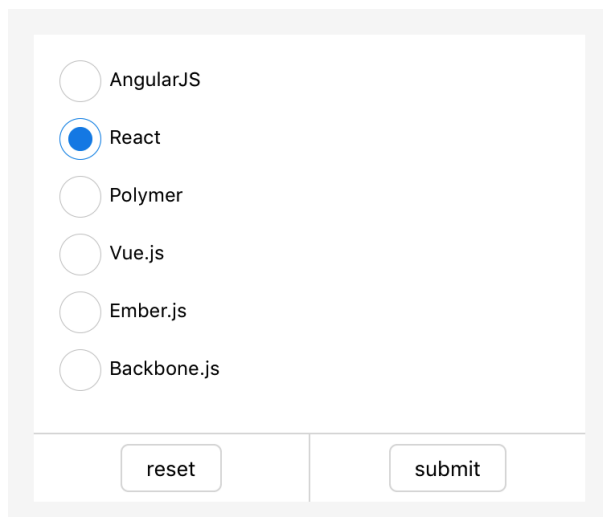 AngularJS
React
Polymer
Vue.js
Ember.js
Backbone.js
reset submit